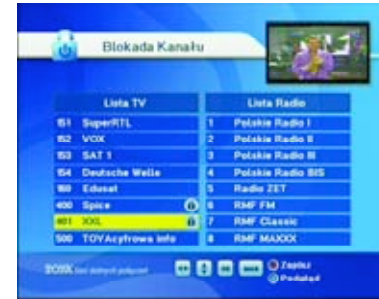 Blokada Kanału
Lista TV
151 SuperRTL
152 VOX
153 SAT 1
154 Deutsche Welle
160 Edusat
400 Spice
401 XXL
500 TOYAcyfrowa info
Lista Radio
1 Polskie Radio I
2 Polskie Radio II
3 Polskie Radio III
4 Polskie Radio BIS
5 Radio ZET
6 RMF FM
7 RMF Classic
8 RMF MAXXX
Zapisz
Podgląd